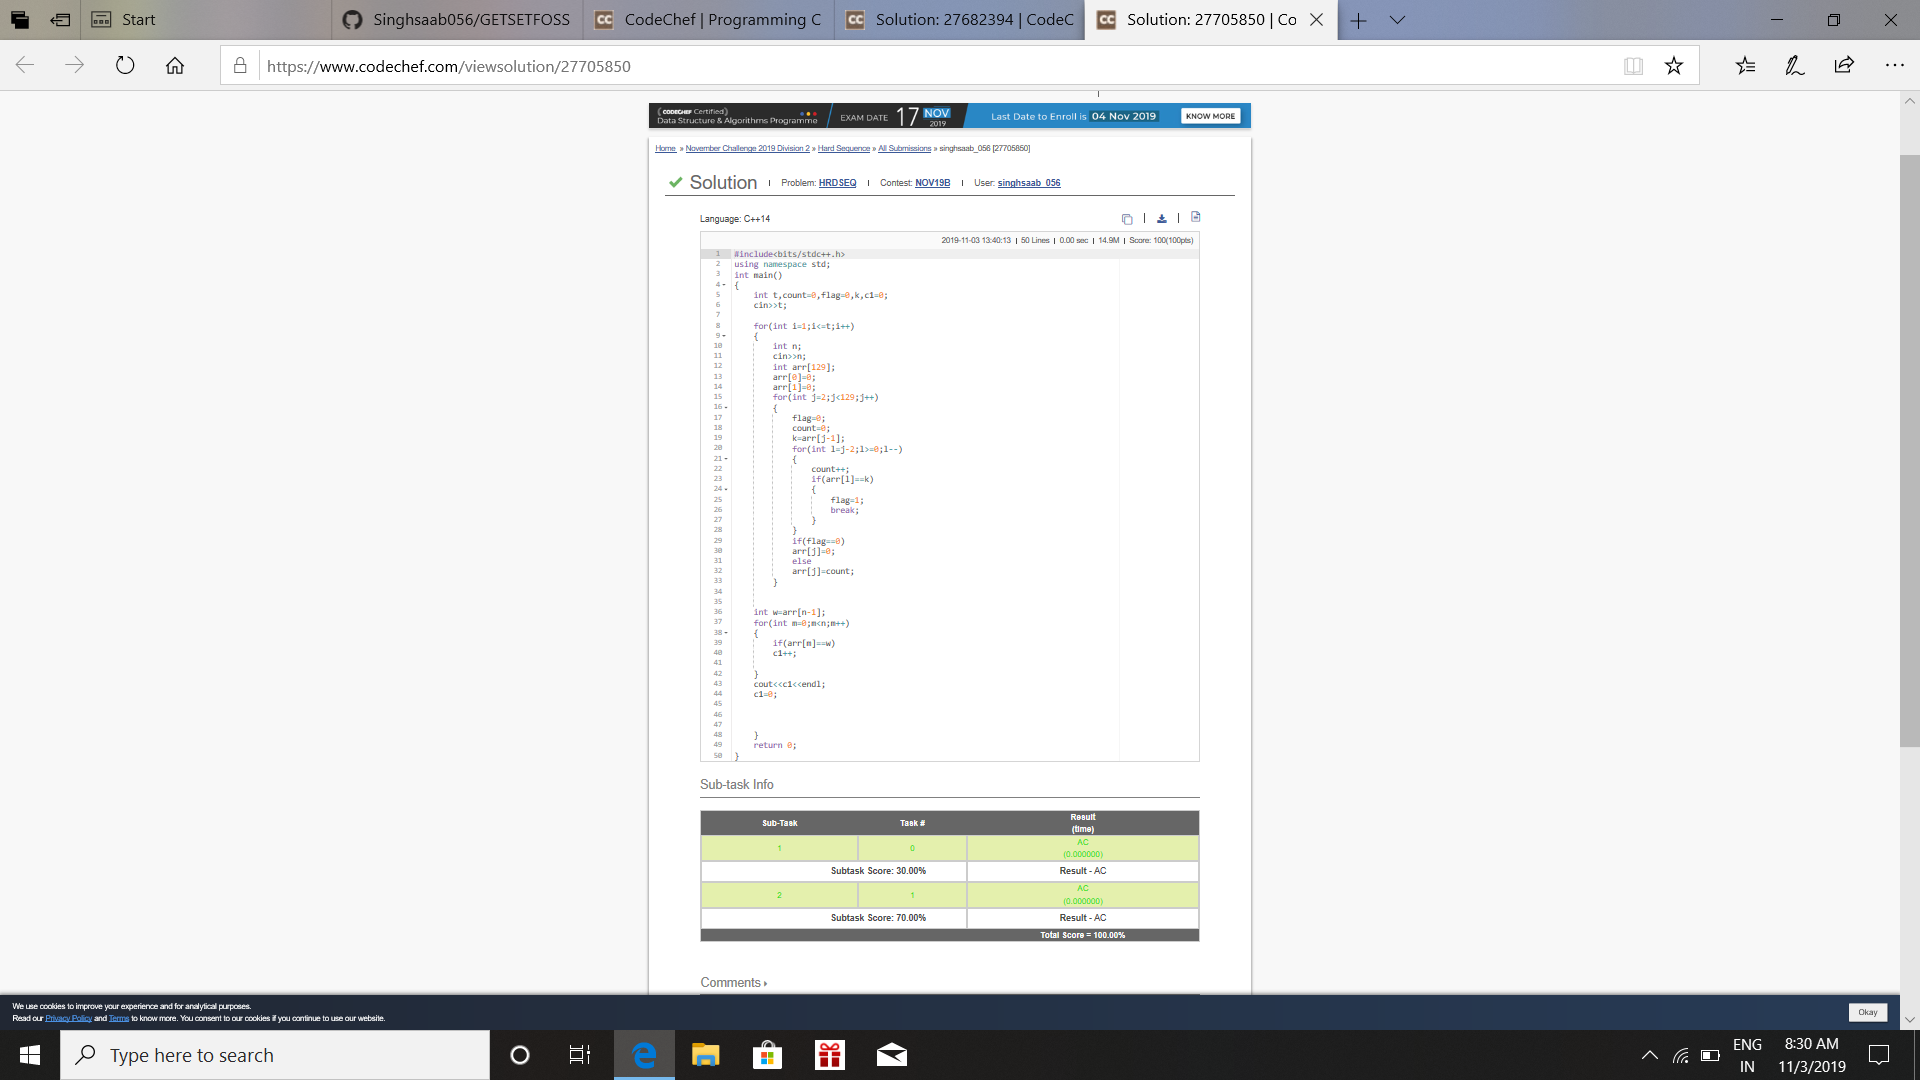 Start
Singhsaab056/GETSETFOSS
CC CodeChef | Programming C
CC Solution: 27682394 | CodeC
CC Solution: 27705850 | Co
https://www.codechef.com/viewsolution/27705850
CODECHEF Certified
Data Structure & Algorithms Programme
EXAM DATE 17 NOV 2019
Last Date to Enroll is 04 Nov 2019
KNOW MORE
Home » November Challenge 2019 Division 2 » Hard Sequence » All Submissions » singhsaab_056 [27705850]
Solution | Problem: HRDSEQ | Contest: NOV19B | User: singhsaab_056
Language: C++14
2019-11-03 13:40:13 | 50 Lines | 0.00 sec | 14.9M | Score: 100(100pts)
1 #include<bits/stdc++.h>
2 using namespace std;
3 int main()
4 {
5 int t,count=0,flag=0,k,c1=0;
6 cin>>t;
7
8 for(int i=1;i<=t;i++)
9 {
10 int n;
11 cin>>n;
12 int arr[129];
13 arr[0]=0;
14 arr[1]=0;
15 for(int j=2;j<129;j++)
16 {
17 flag=0;
18 count=0;
19 k=arr[j-1];
20 for(int l=j-2;l>=0;l--)
21 {
22 count++;
23 if(arr[l]==k)
24 {
25 flag=1;
26 break;
27 }
28 }
29 if(flag==0)
30 arr[j]=0;
31 else
32 arr[j]=count;
33 }
34
35
36 int w=arr[n-1];
37 for(int m=0;m<n;m++)
38 {
39 if(arr[m]==w)
40 c1++;
41
42 }
43 cout<<c1<<endl;
44 c1=0;
45
46
47
48 }
49 return 0;
50 }
Sub-task Info
Sub-Task Task # Result
(time)
1 0 AC
(0.000000)
Subtask Score: 30.00% Result - AC
2 1 AC
(0.000000)
Subtask Score: 70.00% Result - AC
Total Score = 100.00%
Comments
We use cookies to improve your experience and for analytical purposes.
Read our Privacy Policy and Terms to know more. You consent to our cookies if you continue to use our website.
Okay
Type here to search
ENG
IN
8:30 AM
11/3/2019